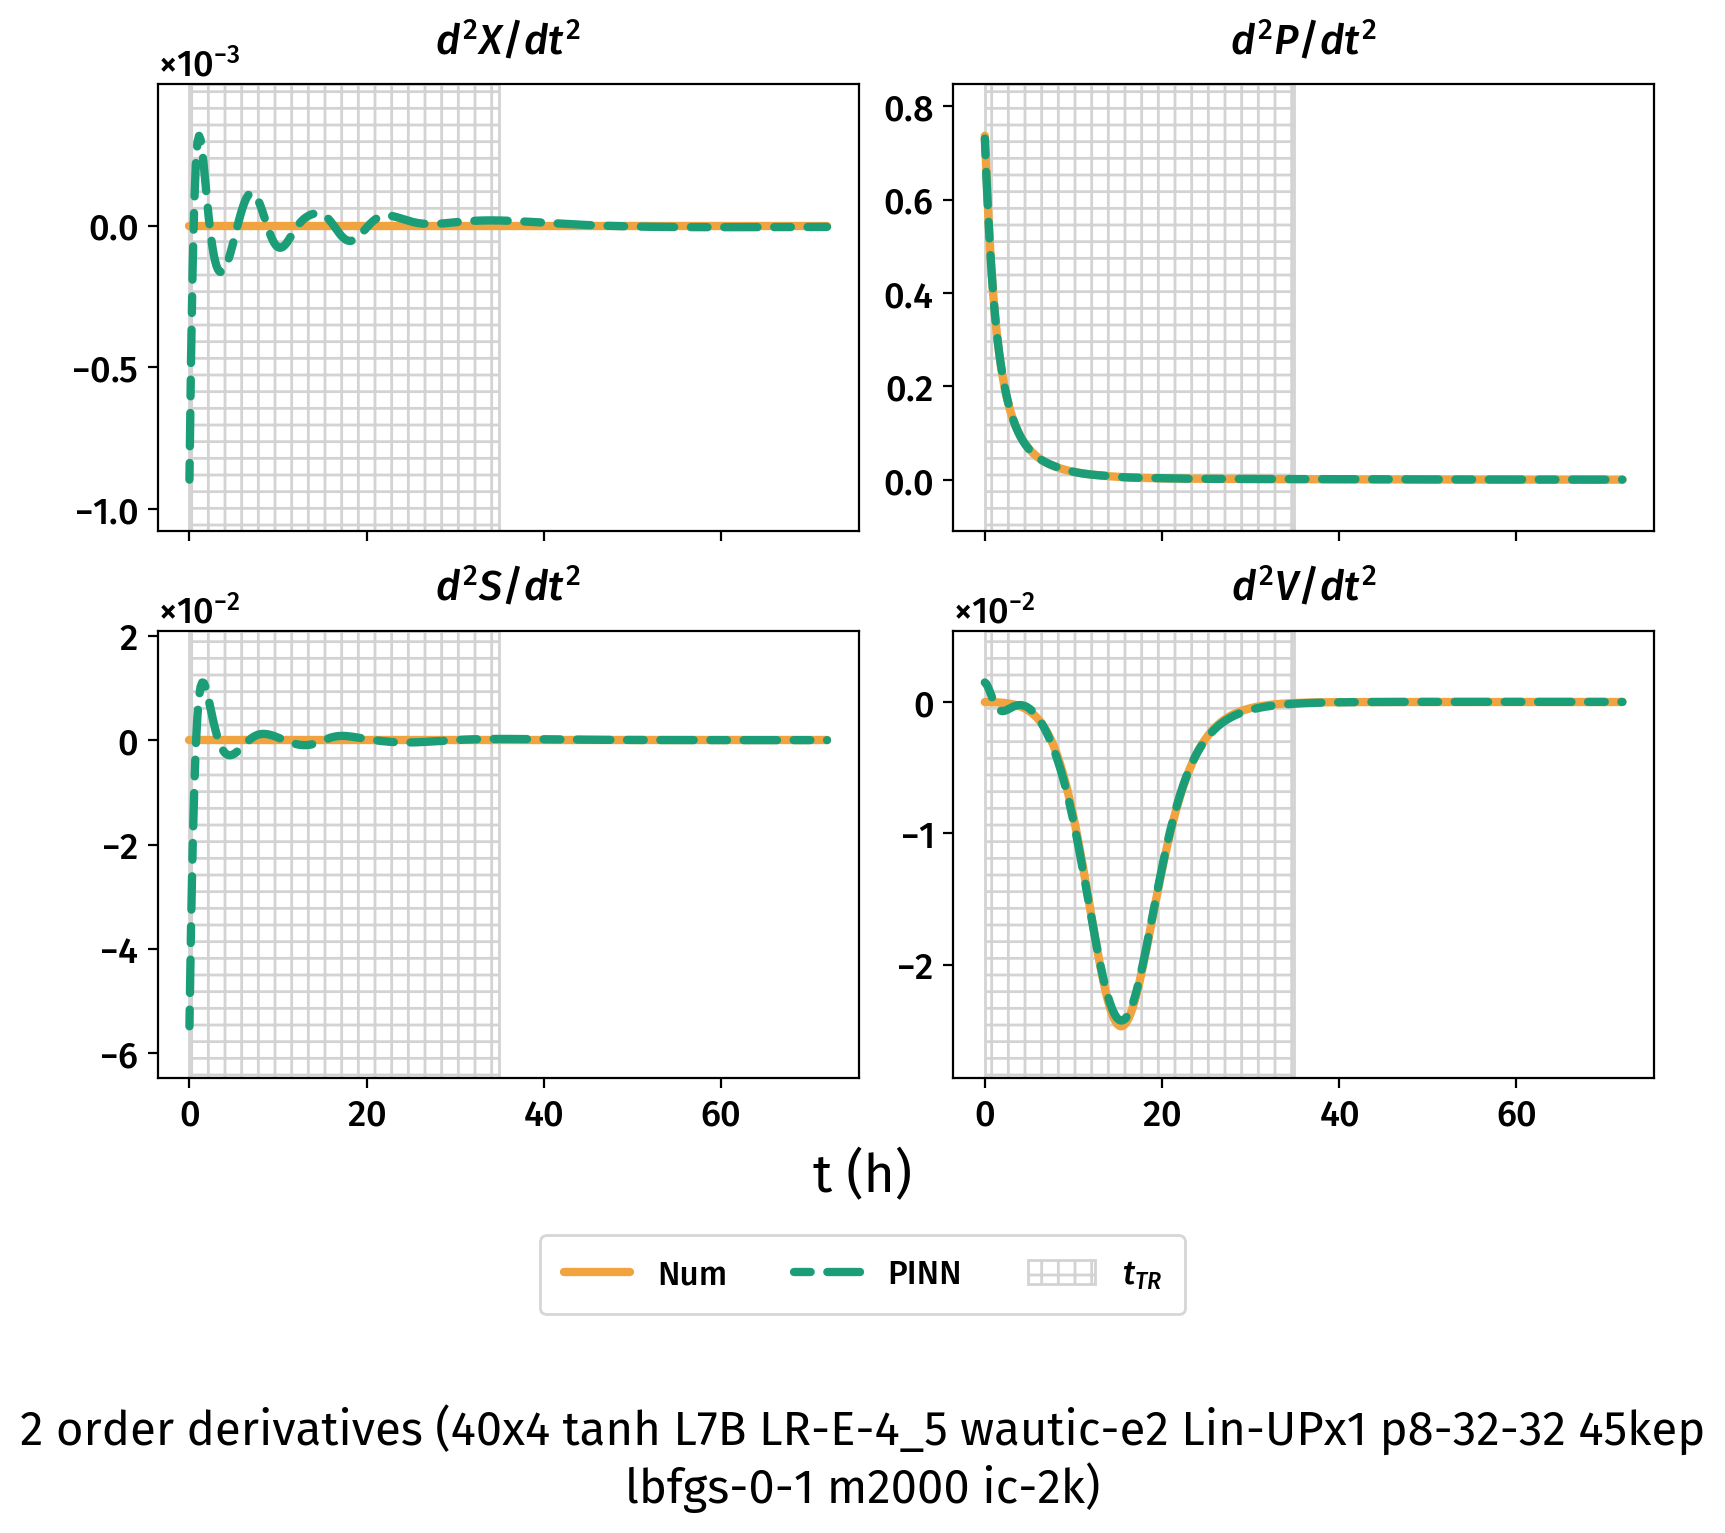 d²X/dt²
×10⁻³
0.0
−0.5
−1.0
d²P/dt²
0.8
0.6
0.4
0.2
0.0
d²S/dt²
×10⁻²
2
0
−2
−4
−6
0 20 40 60
d²V/dt²
×10⁻²
0
−1
−2
0 20 40 60
t (h)
Num PINN t_TR
2 order derivatives (40x4 tanh L7B LR-E-4_5 wautic-e2 Lin-UPx1 p8-32-32 45kep
lbfgs-0-1 m2000 ic-2k)